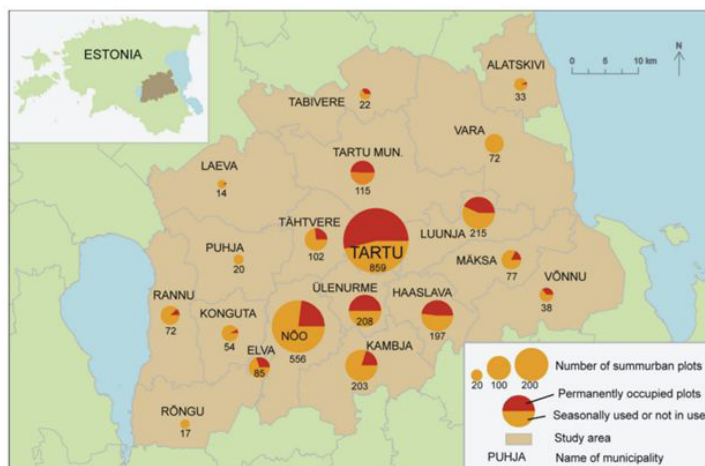 ESTONIA
ALATSKIVI
33
0 10 km
N
TABIVERE
22
VARA
72
TARTU MUN.
115
LAEVA
14
TÄHTVERE
102
TARTU
859
LUUNJA
215
PUHJA
20
MÄKSA
77
VÕNNU
38
RANNU
72
KONGUTA
54
NÕO
556
ÜLENURME
208
HAASLAVA
197
ELVA
85
KAMBJA
203
RÕNGU
17
20 100 200
Number of summurban plots
Permanently occupied plots
Seasonally used or not in use
Study area
PUHJA Name of municipality